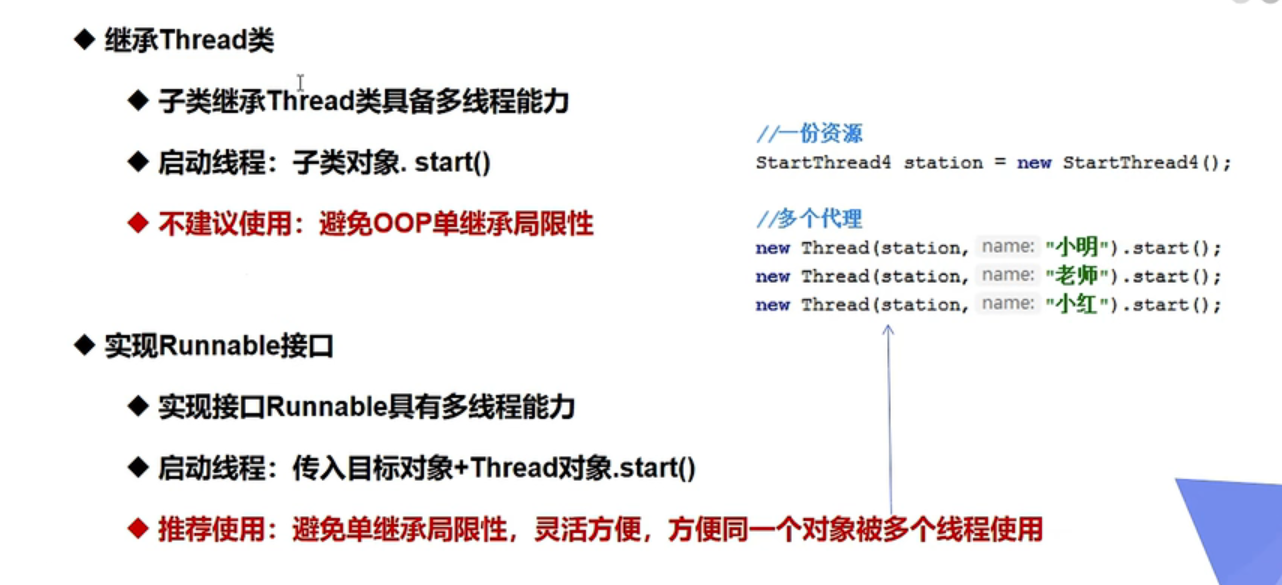 ◆ 继承Thread类
◆ 子类继承Thread类具备多线程能力
◆ 启动线程：子类对象. start()
◆ 不建议使用：避免OOP单继承局限性
◆ 实现Runnable接口
◆ 实现接口Runnable具有多线程能力
◆ 启动线程：传入目标对象+Thread对象.start()
◆ 推荐使用：避免单继承局限性，灵活方便，方便同一个对象被多个线程使用
//一份资源
StartThread4 station = new StartThread4();
//多个代理
new Thread(station, name: "小明").start();
new Thread(station, name: "老师").start();
new Thread(station, name: "小红").start();